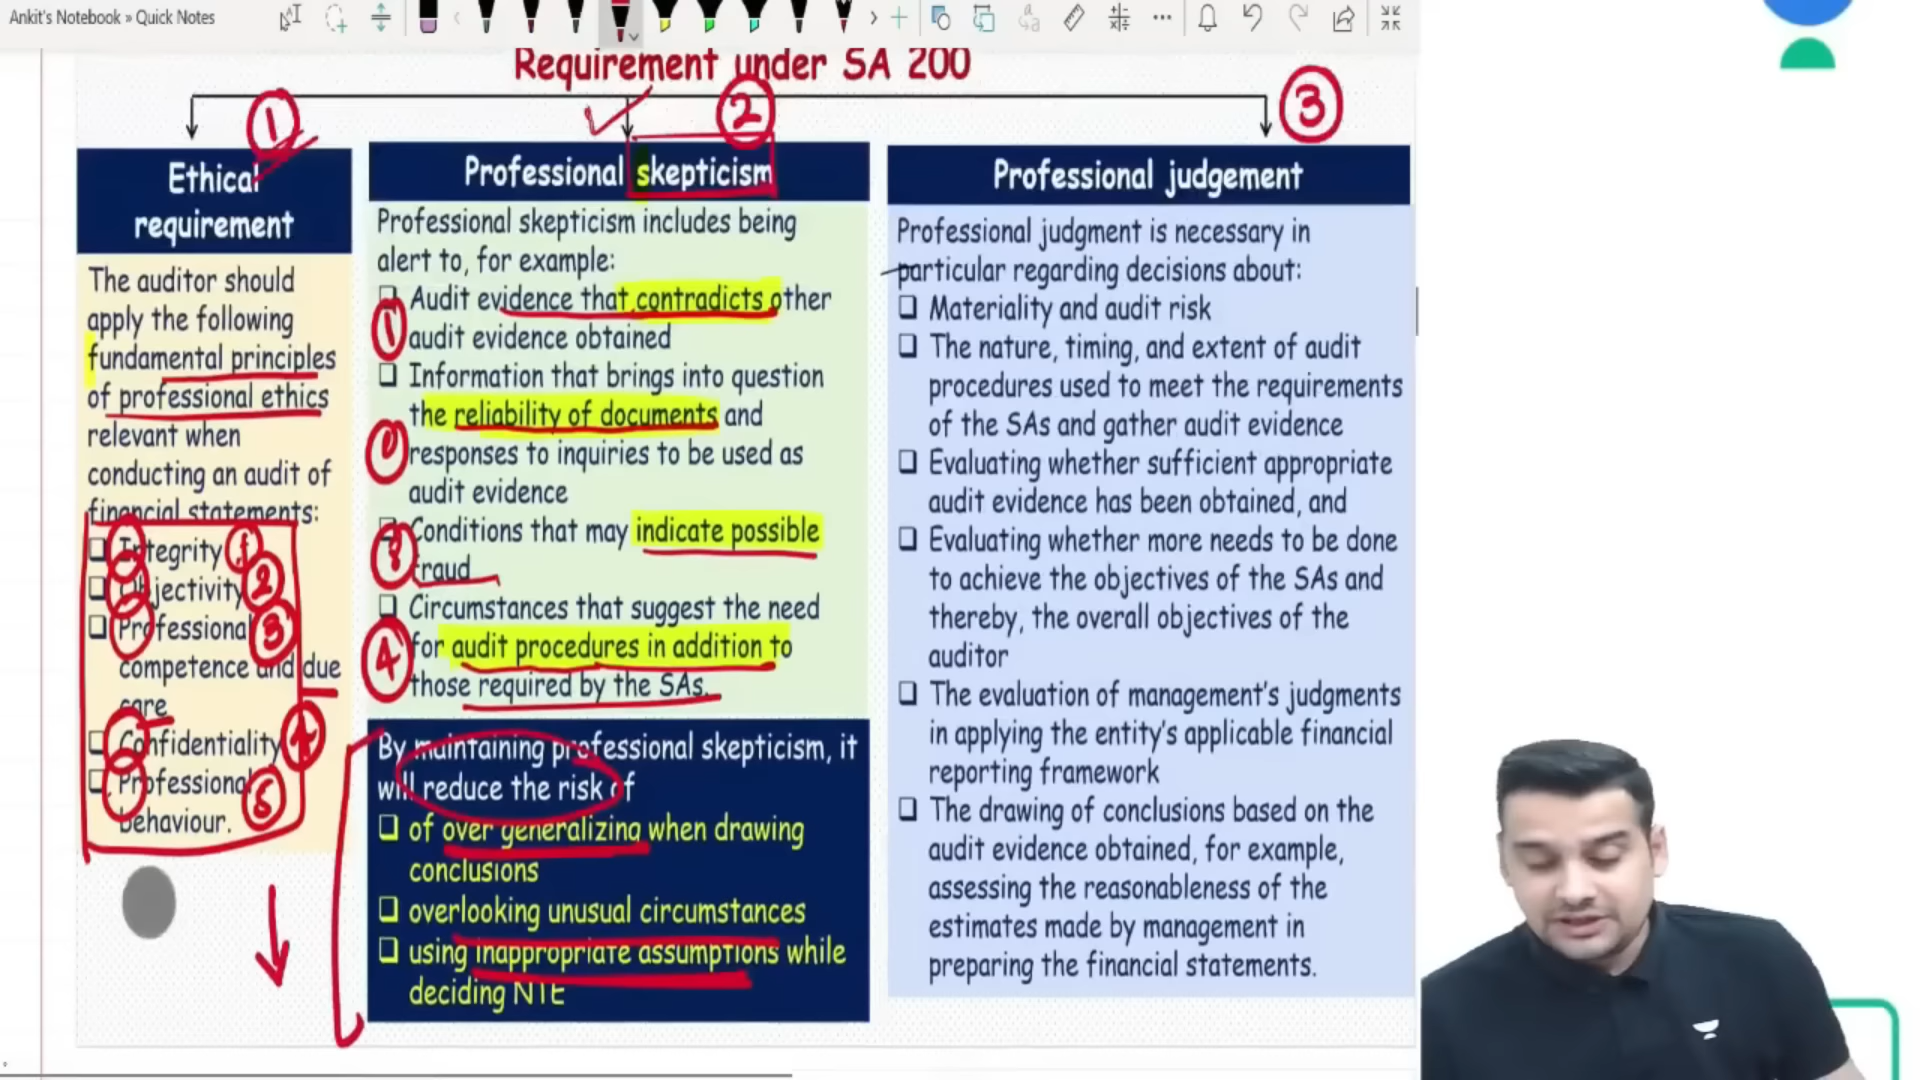 Ankit's Notebook » Quick Notes
Requirement under SA 200
1
2
3
Ethical
requirement
The auditor should
apply the following
fundamental principles
of professional ethics
relevant when
conducting an audit of
financial statements:
Integrity 1
Objectivity 2
Professional 3
competence and due
care
Confidentiality 4
Professional 5
behaviour.
Professional skepticism
Professional skepticism includes being
alert to, for example:
Audit evidence that contradicts other
1
audit evidence obtained
Information that brings into question
the reliability of documents and
responses to inquiries to be used as
audit evidence
Conditions that may indicate possible
3
fraud
Circumstances that suggest the need
4
for audit procedures in addition to
those required by the SAs.
By maintaining professional skepticism, it
will reduce the risk of
of over generalizing when drawing
conclusions
overlooking unusual circumstances
using inappropriate assumptions while
deciding NTE
Professional judgement
Professional judgment is necessary in
particular regarding decisions about:
Materiality and audit risk
The nature, timing, and extent of audit
procedures used to meet the requirements
of the SAs and gather audit evidence
Evaluating whether sufficient appropriate
audit evidence has been obtained, and
Evaluating whether more needs to be done
to achieve the objectives of the SAs and
thereby, the overall objectives of the
auditor
The evaluation of management's judgments
in applying the entity's applicable financial
reporting framework
The drawing of conclusions based on the
audit evidence obtained, for example,
assessing the reasonableness of the
estimates made by management in
preparing the financial statements.